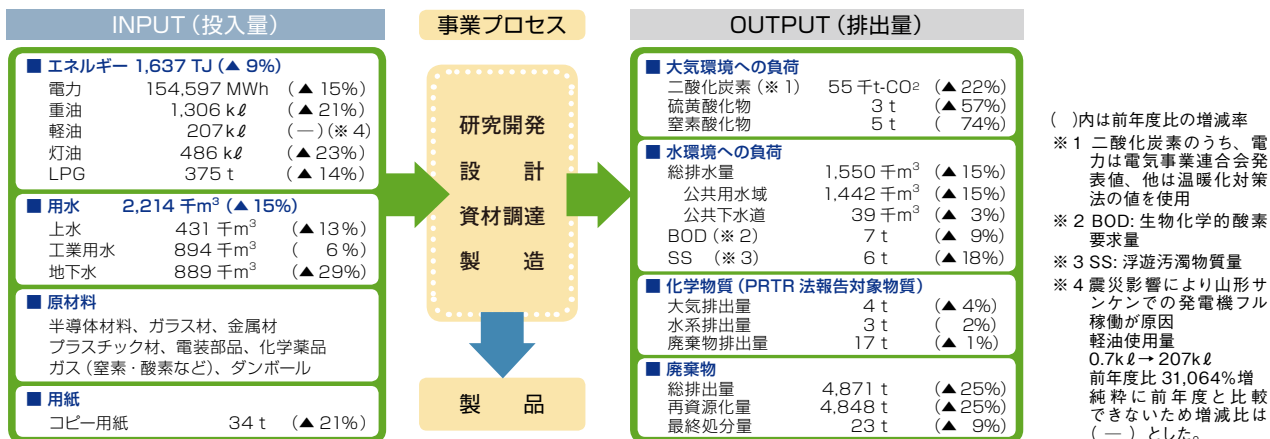 INPUT（投入量）
■ エネルギー 1,637 TJ（▲ 9%）
電力 154,597 MWh （▲ 15%）
重油 1,306 kℓ （▲ 21%）
軽油 207kℓ （―）（※ 4）
灯油 486 kℓ （▲ 23%）
LPG 375 t （▲ 14%）
■ 用水 2,214 千m³（▲ 15%）
上水 431 千m³ （▲13%）
工業用水 894 千m³ （ 6%）
地下水 889 千m³ （▲29%）
■ 原材料
半導体材料、ガラス材、金属材
プラスチック材、電装部品、化学薬品
ガス（窒素・酸素など）、ダンボール
■ 用紙
コピー用紙 34 t （▲ 21%）
事業プロセス
研究開発
設 計
資材調達
製 造
製 品
OUTPUT（排出量）
■ 大気環境への負荷
二酸化炭素（※ 1） 55 千t-CO2 （▲ 22%）
硫黄酸化物 3 t （▲ 57%）
窒素酸化物 5 t （ 74%）
■ 水環境への負荷
総排水量 1,550 千m³ （▲ 15%）
公共用水域 1,442 千m³ （▲ 15%）
公共下水道 39 千m³ （▲ 3%）
BOD（※ 2） 7 t （▲ 9%）
SS （※ 3） 6 t （▲ 18%）
■ 化学物質（PRTR 法報告対象物質）
大気排出量 4 t （▲ 4%）
水系排出量 3 t （ 2%）
廃棄物排出量 17 t （▲ 1%）
■ 廃棄物
総排出量 4,871 t （▲25%）
再資源化量 4,848 t （▲25%）
最終処分量 23 t （▲ 9%）
（ ）内は前年度比の増減率
※ 1 二酸化炭素のうち、電
力は電気事業連合会発
表値、他は温暖化対策
法の値を使用
※ 2 BOD: 生物化学的酸素
要求量
※ 3 SS: 浮遊汚濁物質量
※ 4 震災影響により山形サ
ンケンでの発電機フル
稼働が原因
軽油使用量
0.7kℓ→ 207kℓ
前年度比 31,064%増
純粋に前年度と比較
できないため増減比は
（ ― ）とした。